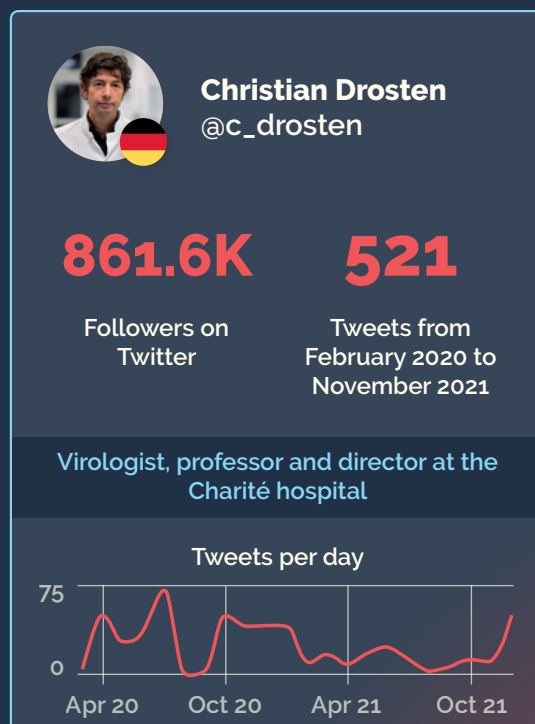 Christian Drosten
@c_drosten
861.6K
521
Followers on
Twitter
Tweets from
February 2020 to
November 2021
Virologist, professor and director at the
Charité hospital
Tweets per day
75
0
Apr 20
Oct 20
Apr 21
Oct 21